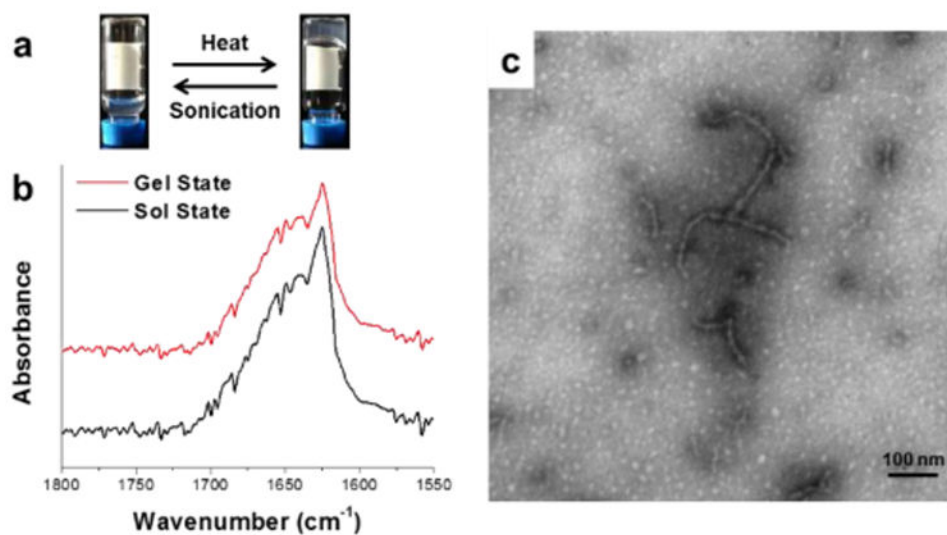 a
Heat
Sonication
b
Gel State
Sol State
Absorbance
1800 1750 1700 1650 1600 1550
Wavenumber (cm⁻¹)
c
100 nm